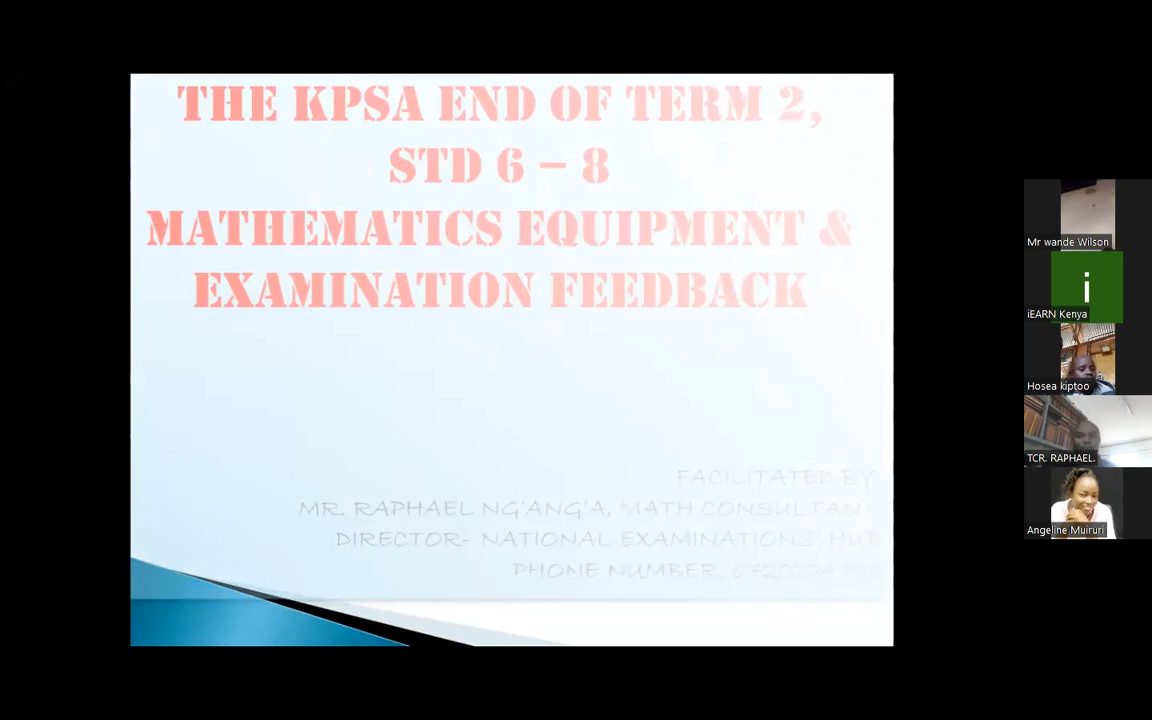 THE KPSA END OF TERM 2,
STD 6 – 8
MATHEMATICS EQUIPMENT &
EXAMINATION FEEDBACK
FACILITATED BY
MR. RAPHAEL NG'ANG'A, MATH CONSULTANT
DIRECTOR- NATIONAL EXAMINATIONS' HUB
PHONE NUMBER.
Mr wande Wilson
i
iEARN Kenya
Hosea kiptoo
TCR. RAPHAEL.
Angeline Muiruri